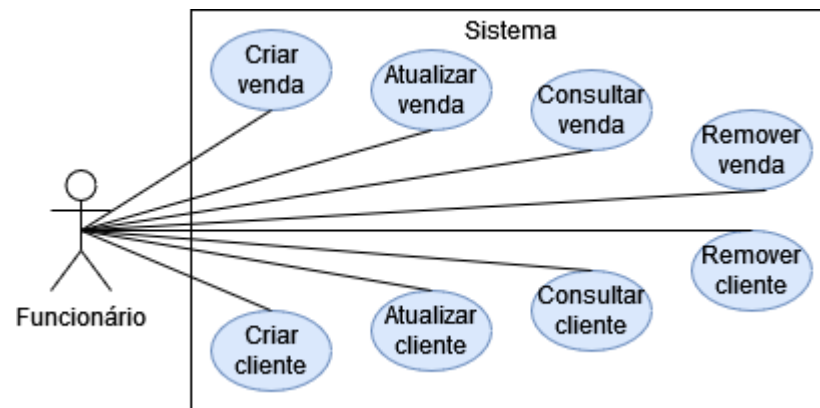 Sistema
Criar
venda
Atualizar
venda
Consultar
venda
Remover
venda
Funcionário
Criar
cliente
Atualizar
cliente
Consultar
cliente
Remover
cliente